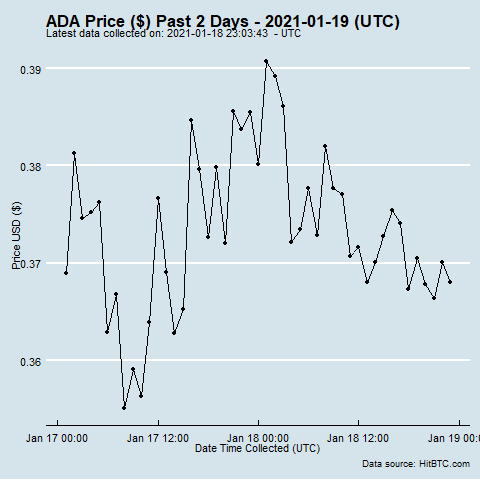 ADA Price ($) Past 2 Days - 2021-01-19 (UTC)
Latest data collected on: 2021-01-18 23:03:43 - UTC
0.39
0.38
0.37
0.36
Price USD ($)
Jan 17 00:00 Jan 17 12:00 Jan 18 00:00 Jan 18 12:00 Jan 19 00:00
Date Time Collected (UTC)
Data source: HitBTC.com